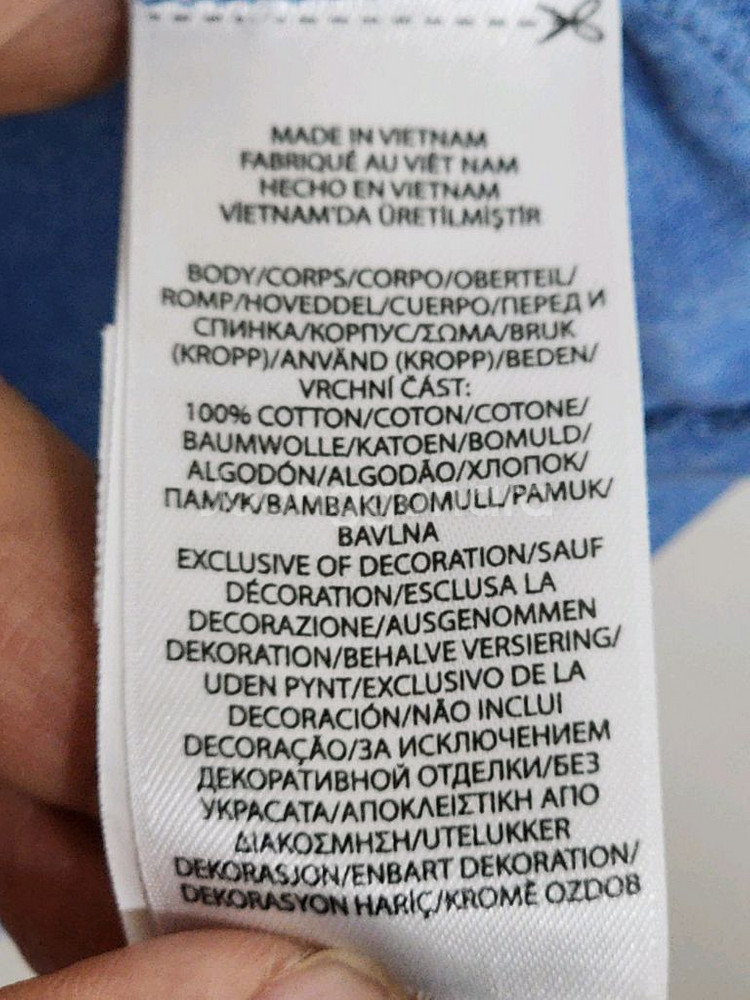 MADE IN VIETNAM
FABRIQUÉ AU VIÊT NAM
HECHO EN VIETNAM
VİETNAM'DA ÜRETİLMİŞTİR
BODY/CORPS/CORPO/OBERTEIL/
ROMP/HOVEDDEL/CUERPO/ПЕРЕД И
СПИНКА/КОРПУС/ΣΩΜΑ/BRUK
(KROPP)/ANVÄND (KROPP)/BEDEN/
VRCHNÍ ČÁST:
100% COTTON/COTON/COTONE/
BAUMWOLLE/KATOEN/BOMULD/
ALGODÓN/ALGODÃO/ХЛОПОК/
ПАМУК/ΒΑΜΒΑΚΙ/BOMULL/PAMUK/
BAVLNA
EXCLUSIVE OF DECORATION/SAUF
DÉCORATION/ESCLUSA LA
DECORAZIONE/AUSGENOMMEN
DEKORATION/BEHALVE VERSIERING/
UDEN PYNT/EXCLUSIVO DE LA
DECORACIÓN/NÃO INCLUI
DECORAÇÃO/ЗА ИСКЛЮЧЕНИЕМ
ДЕКОРАТИВНОЙ ОТДЕЛКИ/БЕЗ
УКРАСАТА/ΑΠΟΚΛΕΙΣΤΙΚΗ ΑΠΟ
ΔΙΑΚΟΣΜΗΣΗ/UTELUKKER
DEKORASJON/ENBART DEKORATION/
DEKORASYON HARİÇ/KROMĚ OZDOB